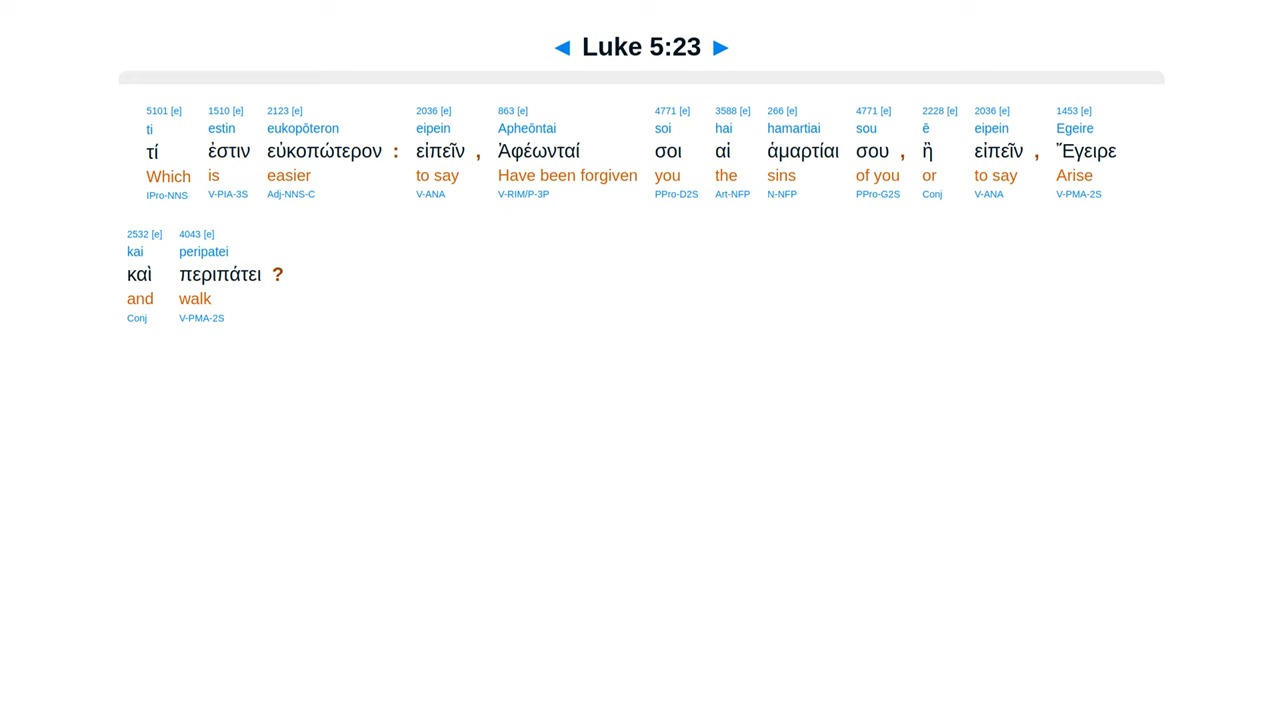 ◄ Luke 5:23 ►
5101 [e] 1510 [e] 2123 [e] 2036 [e] 863 [e] 4771 [e] 3588 [e] 266 [e] 4771 [e] 2228 [e] 2036 [e] 1453 [e]
ti estin eukopōteron eipein Apheōntai soi hai hamartiai sou ē eipein Egeire
τί ἐστιν εὐκοπώτερον : εἰπεῖν , Ἀφέωνταί σοι αἱ ἁμαρτίαι σου , ἢ εἰπεῖν , Ἔγειρε
Which is easier to say Have been forgiven you the sins of you or to say Arise
IPro-NNS V-PIA-3S Adj-NNS-C V-ANA V-RIM/P-3P PPro-D2S Art-NFP N-NFP PPro-G2S Conj V-ANA V-PMA-2S
2532 [e] 4043 [e]
kai peripatei
καὶ περιπάτει ?
and walk
Conj V-PMA-2S